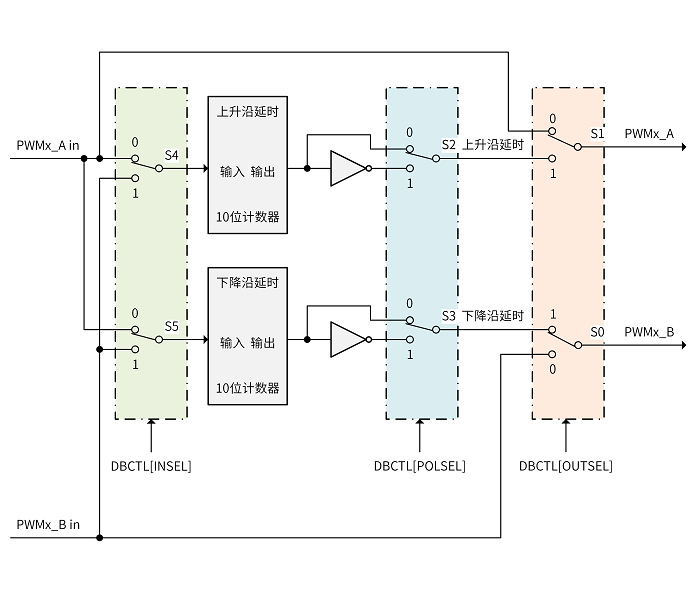 上升沿延时
0
S1
PWMx_A
PWMx_A in
0
0
S2 上升沿延时
S4
输入 输出
1
1
1
10位计数器
下降沿延时
0
0
S3 下降沿延时
1
S5
S0
PWMx_B
输入 输出
1
1
0
10位计数器
DBCTL[INSEL]
DBCTL[POLSEL]
DBCTL[OUTSEL]
PWMx_B in